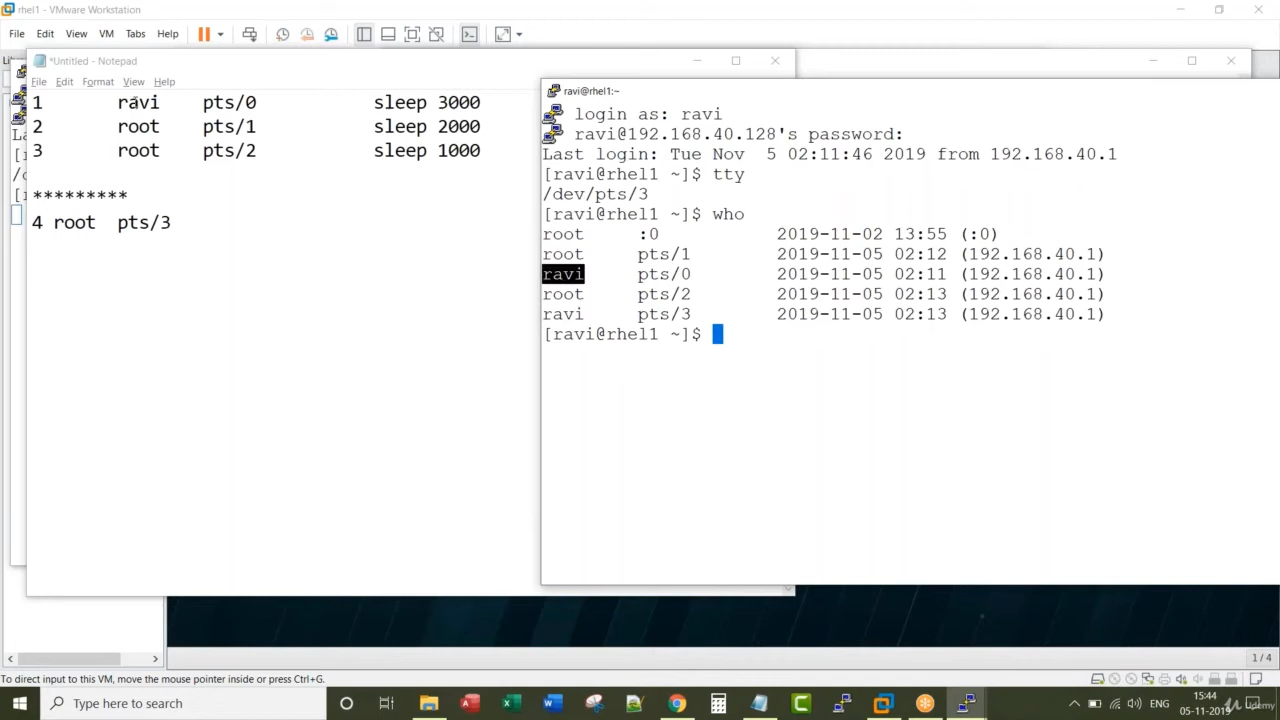 rhel1 - VMware Workstation
File Edit View VM Tabs Help
*Untitled - Notepad
File Edit Format View Help
1 ravi pts/0 sleep 3000
2 root pts/1 sleep 2000
3 root pts/2 sleep 1000
*********
4 root pts/3
ravi@rhel1:~
login as: ravi
ravi@192.168.40.128's password:
Last login: Tue Nov  5 02:11:46 2019 from 192.168.40.1
[ravi@rhel1 ~]$ tty
/dev/pts/3
[ravi@rhel1 ~]$ who
root :0 2019-11-02 13:55 (:0)
root pts/1 2019-11-05 02:12 (192.168.40.1)
ravi pts/0 2019-11-05 02:11 (192.168.40.1)
root pts/2 2019-11-05 02:13 (192.168.40.1)
ravi pts/3 2019-11-05 02:13 (192.168.40.1)
[ravi@rhel1 ~]$
1 / 4
To direct input to this VM, move the mouse pointer inside or press Ctrl+G.
Type here to search
ENG
15:44
05-11-2019
Udemy